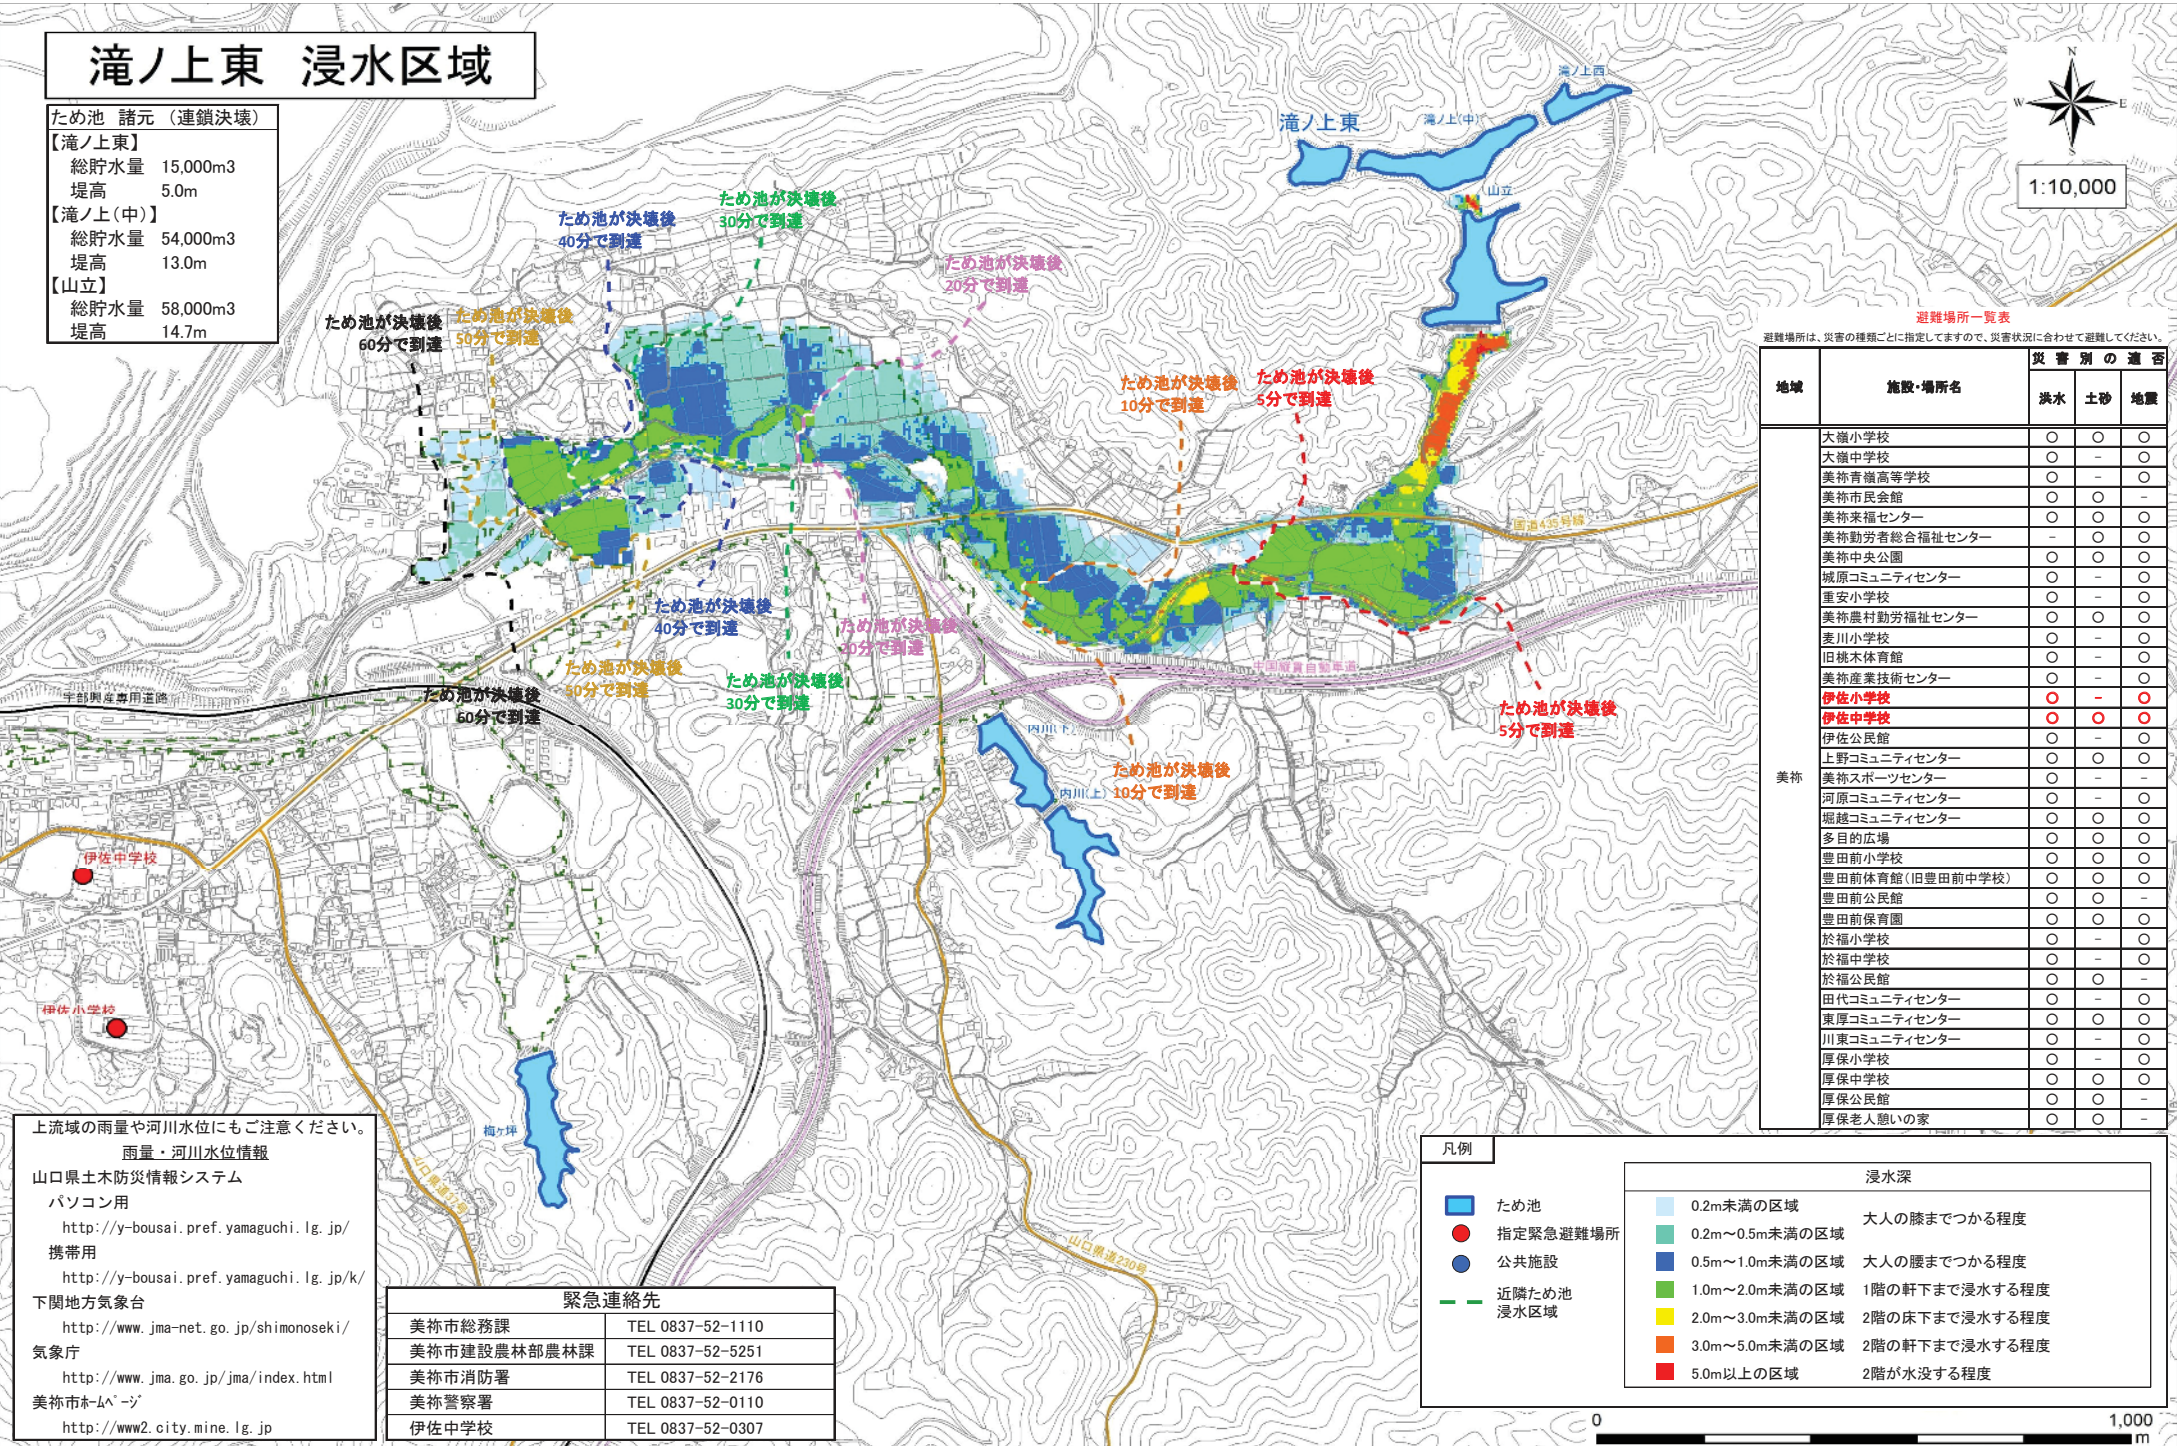 滝ノ上東　浸水区域
ため池　諸元　（連鎖決壊）
【滝ノ上東】
総貯水量　15,000m3
堤高　5.0m
【滝ノ上（中）】
総貯水量　54,000m3
堤高　13.0m
【山立】
総貯水量　58,000m3
堤高　14.7m
滝ノ上西
滝ノ上東
滝ノ上(中)
山立
N
W
E
S
1:10,000
ため池が決壊後
30分で到達
ため池が決壊後
40分で到達
ため池が決壊後
20分で到達
ため池が決壊後
60分で到達
ため池が決壊後
50分で到達
ため池が決壊後
10分で到達
ため池が決壊後
5分で到達
国道435号線
ため池が決壊後
40分で到達
ため池が決壊後
20分で到達
ため池が決壊後
50分で到達
ため池が決壊後
30分で到達
ため池が決壊後
60分で到達
中国縦貫自動車道
ため池が決壊後
5分で到達
ため池が決壊後
10分で到達
宇部興産専用道路
内川(下)
内川(上)
伊佐中学校
伊佐小学校
梅ヶ坪
山口県道37号
山口県道230号
避難場所一覧表
避難場所は、災害の種類ごとに指定してますので、災害状況に合わせて避難してください。
地域　施設・場所名　災害別の適否
洪水　土砂　地震
美祢
大嶺小学校　○　○　○
大嶺中学校　○　-　○
美祢青嶺高等学校　○　-　○
美祢市民会館　○　○　-
美祢来福センター　○　○　○
美祢勤労者総合福祉センター　-　○　○
美祢中央公園　○　○　○
城原コミュニティセンター　○　-　○
重安小学校　○　-　○
美祢農村勤労福祉センター　○　○　○
麦川小学校　○　-　○
旧桃木体育館　○　-　○
美祢産業技術センター　○　-　○
伊佐小学校　○　-　○
伊佐中学校　○　○　○
伊佐公民館　○　-　○
上野コミュニティセンター　○　○　○
美祢スポーツセンター　○　-　-
河原コミュニティセンター　○　-　○
堀越コミュニティセンター　○　○　○
多目的広場　○　○　○
豊田前小学校　○　○　○
豊田前体育館（旧豊田前中学校）　○　○　○
豊田前公民館　○　○　-
豊田前保育園　○　○　○
於福小学校　○　-　○
於福中学校　○　-　○
於福公民館　○　○　-
田代コミュニティセンター　○　-　○
東厚コミュニティセンター　○　○　○
川東コミュニティセンター　○　-　○
厚保小学校　○　-　○
厚保中学校　○　○　○
厚保公民館　○　○　-
厚保老人憩いの家　○　○　-
上流域の雨量や河川水位にもご注意ください。
雨量・河川水位情報
山口県土木防災情報システム
パソコン用
http://y-bousai.pref.yamaguchi.lg.jp/
携帯用
http://y-bousai.pref.yamaguchi.lg.jp/k/
下関地方気象台
http://www.jma-net.go.jp/shimonoseki/
気象庁
http://www.jma.go.jp/jma/index.html
美祢市ﾎｰﾑﾍﾟｰｼﾞ
http://www2.city.mine.lg.jp
緊急連絡先
美祢市総務課　TEL 0837-52-1110
美祢市建設農林部農林課　TEL 0837-52-5251
美祢市消防署　TEL 0837-52-2176
美祢警察署　TEL 0837-52-0110
伊佐中学校　TEL 0837-52-0307
凡例
ため池
指定緊急避難場所
公共施設
近隣ため池
浸水区域
浸水深
0.2m未満の区域
大人の膝までつかる程度
0.2m～0.5m未満の区域
0.5m～1.0m未満の区域　大人の腰までつかる程度
1.0m～2.0m未満の区域　1階の軒下まで浸水する程度
2.0m～3.0m未満の区域　2階の床下まで浸水する程度
3.0m～5.0m未満の区域　2階の軒下まで浸水する程度
5.0m以上の区域　2階が水没する程度
0　1,000
m